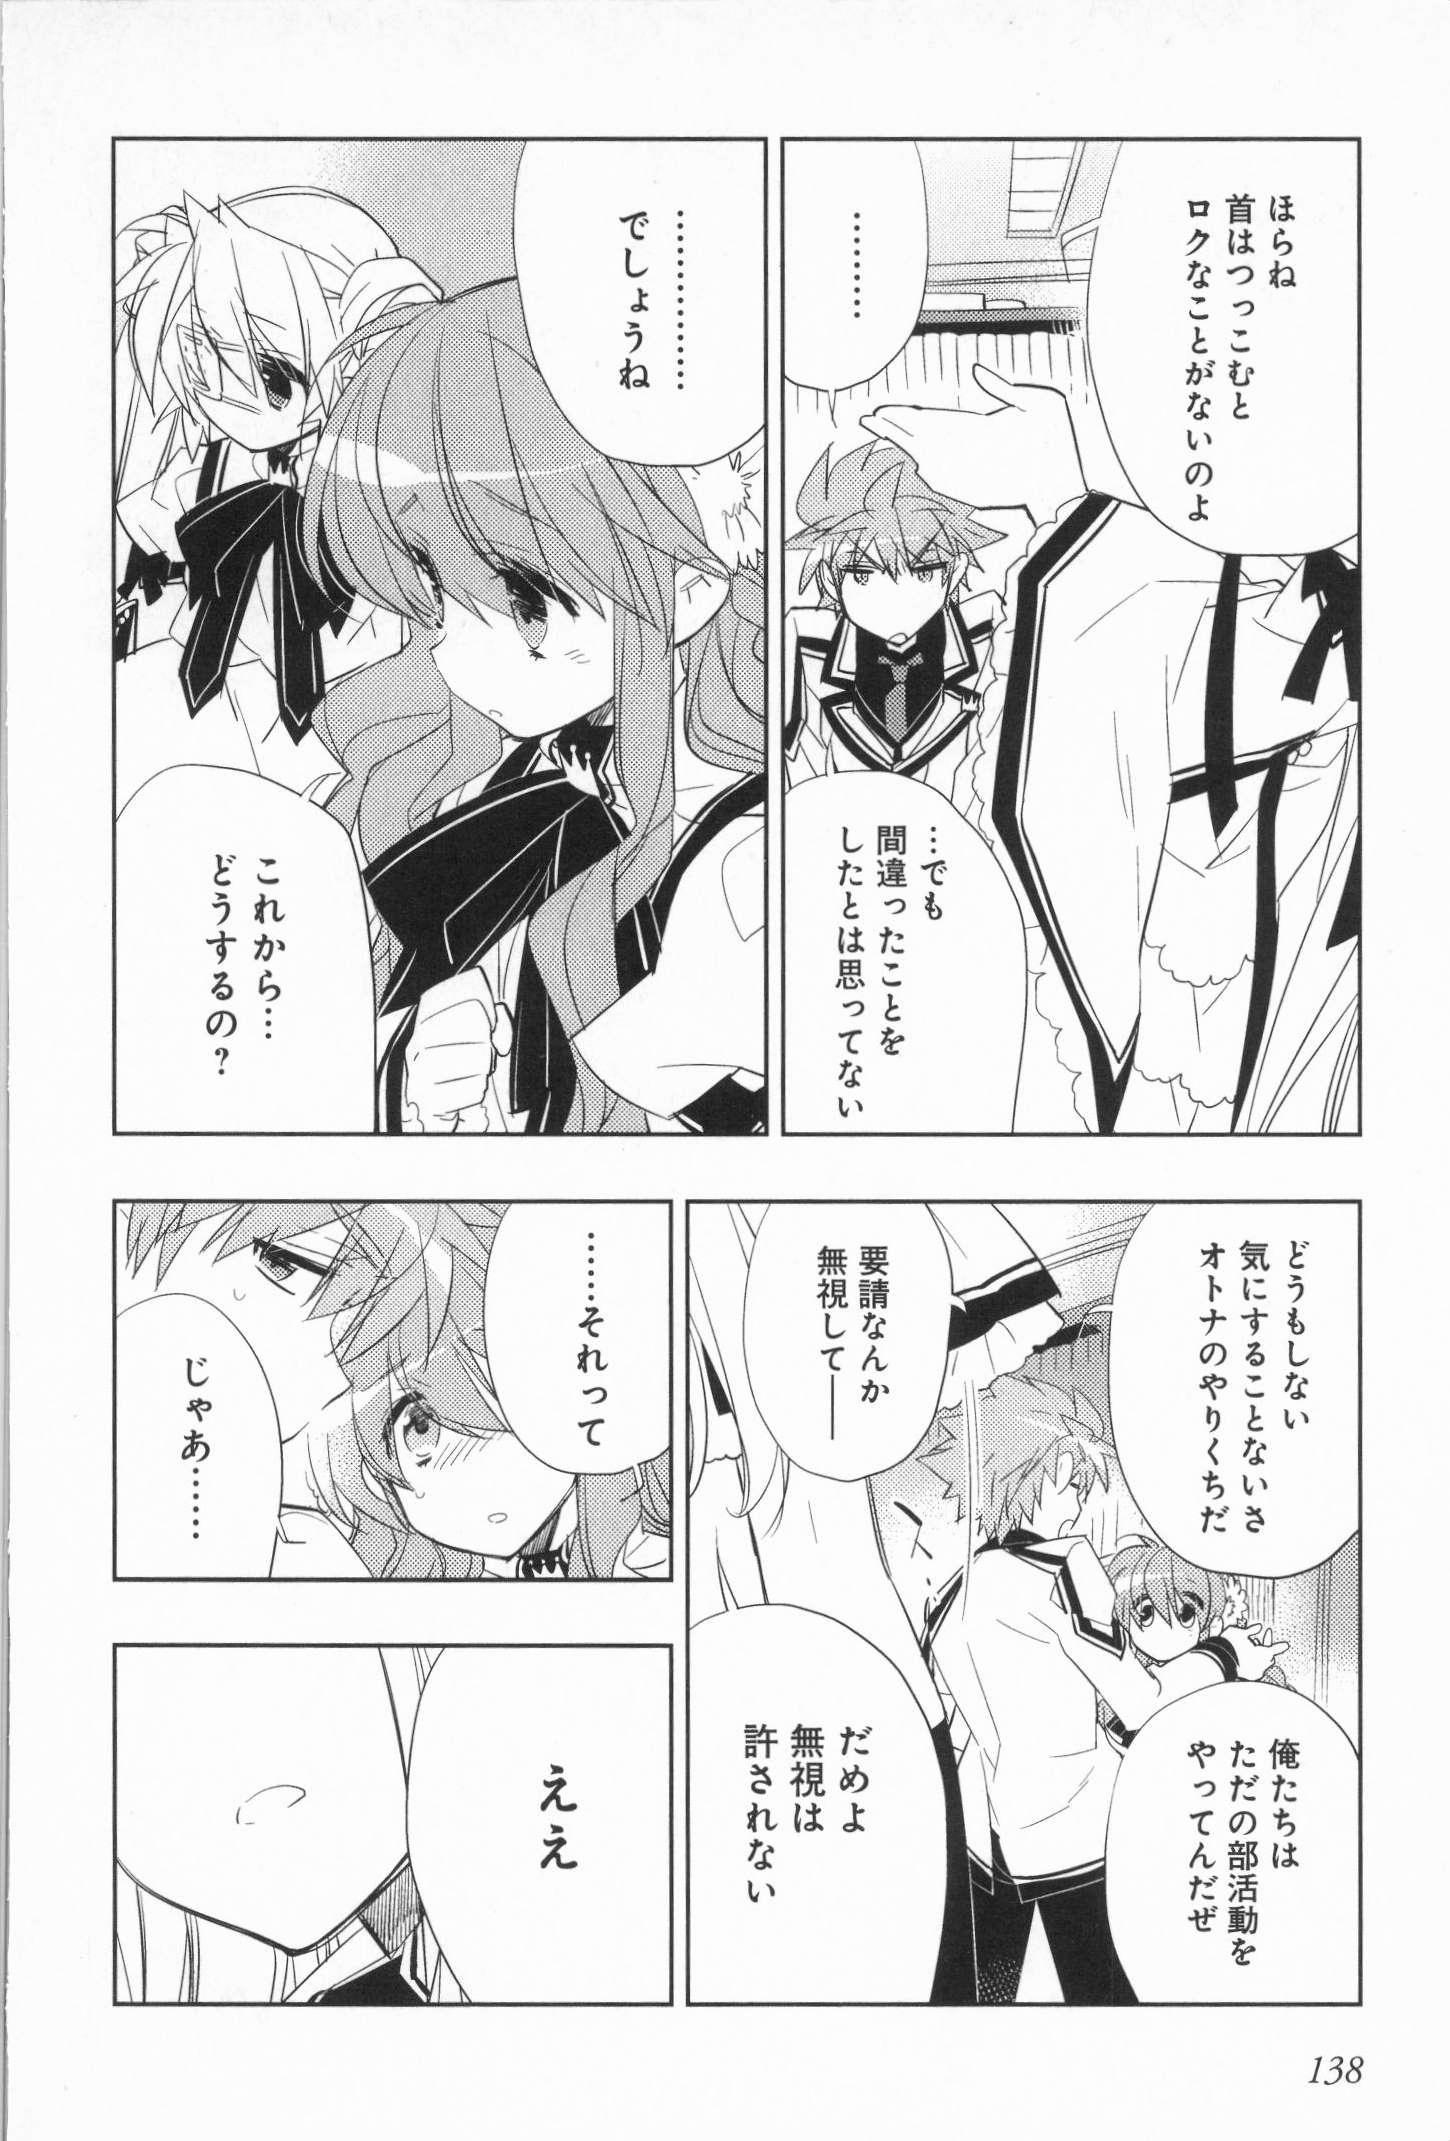 ほらね
首はつっこむと
ロクなことがないのよ
………
…でも
間違ったことを
したとは思ってない
……………
でしょうね
これから…
どうするの？
どうもしない
気にすることないさ
オトナのやりくちだ
俺たちは
ただの部活動を
やってんだぜ
要請なんか
無視して──
だめよ
無視は
許されない
……それって
じゃあ……
ええ
138